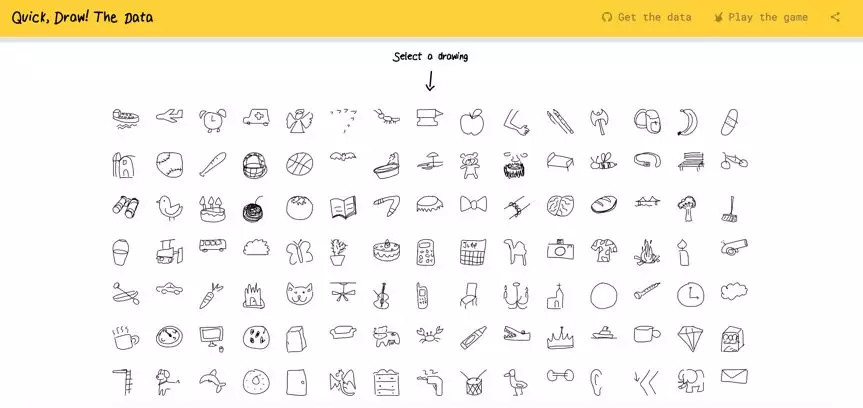 Quick, Draw! The Data
Get the data
Play the game
Select a drawing